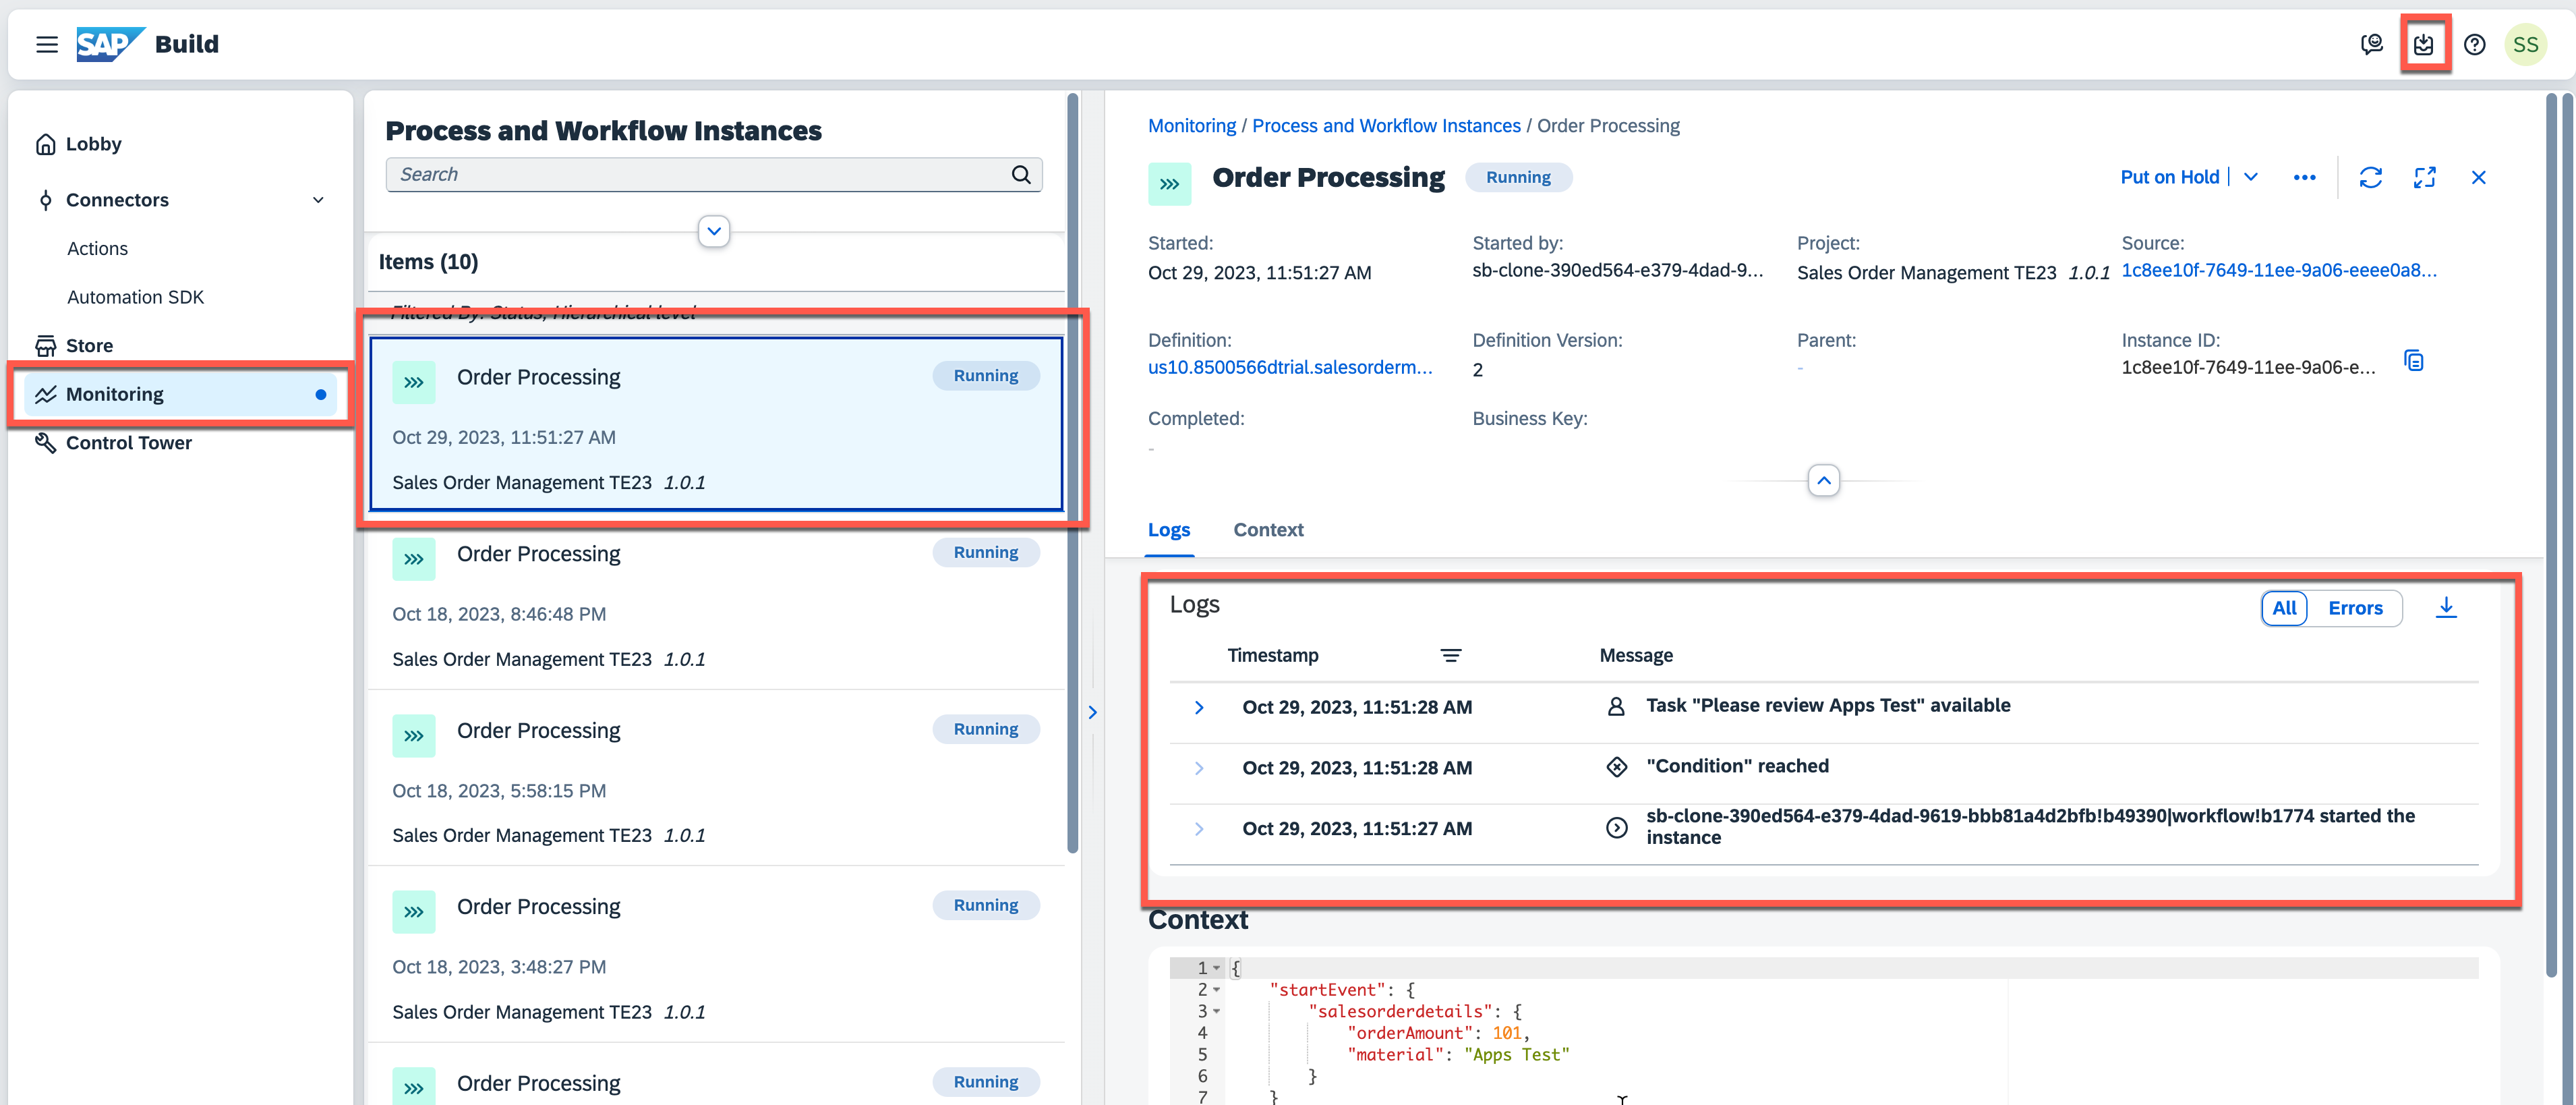 SAP Build
SS
Lobby
Connectors
Actions
Automation SDK
Store
Monitoring
Control Tower
Process and Workflow Instances
Search
Items (10)
Filtered By: Status, Hierarchical level
Order Processing Running
Oct 29, 2023, 11:51:27 AM
Sales Order Management TE23 1.0.1
Order Processing Running
Oct 18, 2023, 8:46:48 PM
Sales Order Management TE23 1.0.1
Order Processing Running
Oct 18, 2023, 5:58:15 PM
Sales Order Management TE23 1.0.1
Order Processing Running
Oct 18, 2023, 3:48:27 PM
Sales Order Management TE23 1.0.1
Order Processing Running
Monitoring / Process and Workflow Instances / Order Processing
Order Processing Running Put on Hold
Started: Started by: Project: Source:
Oct 29, 2023, 11:51:27 AM sb-clone-390ed564-e379-4dad-9... Sales Order Management TE23 1.0.1 1c8ee10f-7649-11ee-9a06-eeee0a8...
Definition: Definition Version: Parent: Instance ID:
us10.8500566dtrial.salesorderm... 2 - 1c8ee10f-7649-11ee-9a06-e...
Completed: Business Key:
-
Logs Context
Logs All Errors
Timestamp Message
Oct 29, 2023, 11:51:28 AM Task "Please review Apps Test" available
Oct 29, 2023, 11:51:28 AM "Condition" reached
Oct 29, 2023, 11:51:27 AM sb-clone-390ed564-e379-4dad-9619-bbb81a4d2bfb!b49390|workflow!b1774 started the
instance
Context
1 {
2 "startEvent": {
3 "salesorderdetails": {
4 "orderAmount": 101,
5 "material": "Apps Test"
6 }
7 }